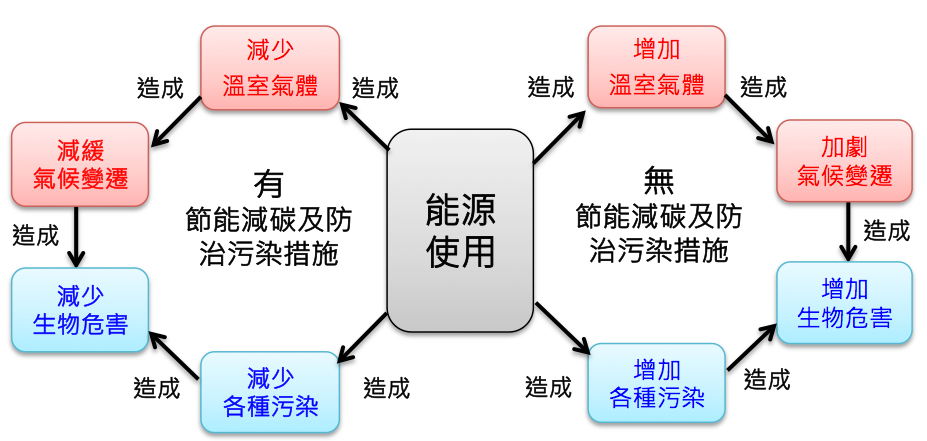 減少
溫室氣體
造成
造成
減緩
氣候變遷
造成
減少
生物危害
造成
減少
各種污染
造成
有
節能減碳及防
治污染措施
能源
使用
增加
溫室氣體
造成
造成
加劇
氣候變遷
造成
增加
生物危害
造成
增加
各種污染
造成
無
節能減碳及防
治污染措施